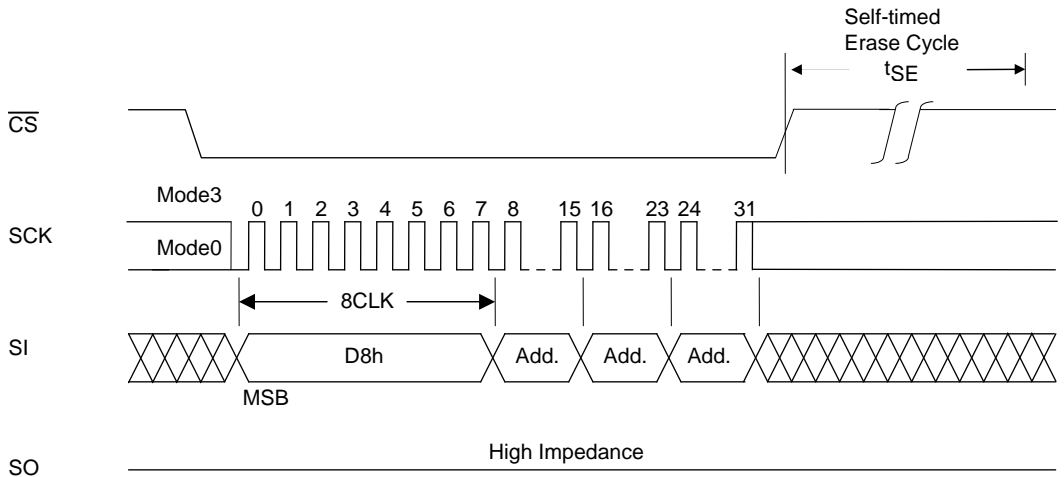 Self-timed
Erase Cycle
tSE
CS
Mode3
0 1 2 3 4 5 6 7 8 15 16 23 24 31
SCK
Mode0
8CLK
SI
D8h Add. Add. Add.
MSB
High Impedance
SO